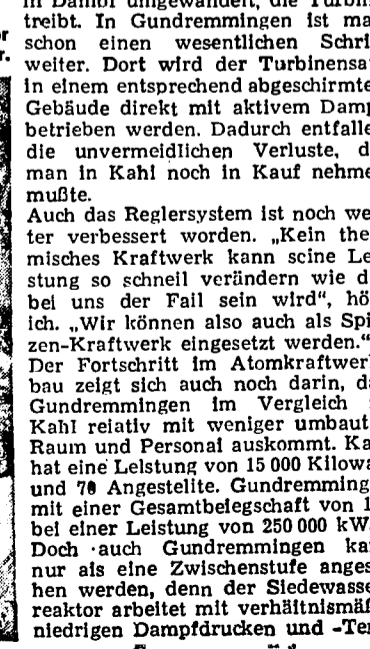 in Dampf umgewandelt, die Turbin
treibt. In Gundremmingen ist ma
schon einen wesentlichen Schri
weiter. Dort wird der Turbinensa
in einem entsprechend abgeschirmte
Gebäude direkt mit aktivem Damp
betrieben werden. Dadurch entfalle
die unvermeidlichen Verluste, d
man in Kahl noch in Kauf nehme
mußte.
Auch das Reglersystem ist noch we
ter verbessert worden. „Kein the
misches Kraftwerk kann seine Le
stung so schnell verändern wie d
bei uns der Fall sein wird“, hö
ich. „Wir können also auch als Spi
zen-Kraftwerk eingesetzt werden.“
Der Fortschritt im Atomkraftwerk
bau zeigt sich auch noch darin, da
Gundremmingen im Vergleich
Kahl relativ mit weniger umbaut
Raum und Personal auskommt. Ka
hat eine Leistung von 15 000 Kilowa
und 70 Angestellte. Gundremming
mit einer Gesamtbelegschaft von 1
bei einer Leistung von 250 000 kW
Doch auch Gundremmingen ka
nur als eine Zwischenstufe anges
hen werden, denn der Siedewasse
reaktor arbeitet mit verhältnismäß
niedrigen Dampfdrucken und -Te